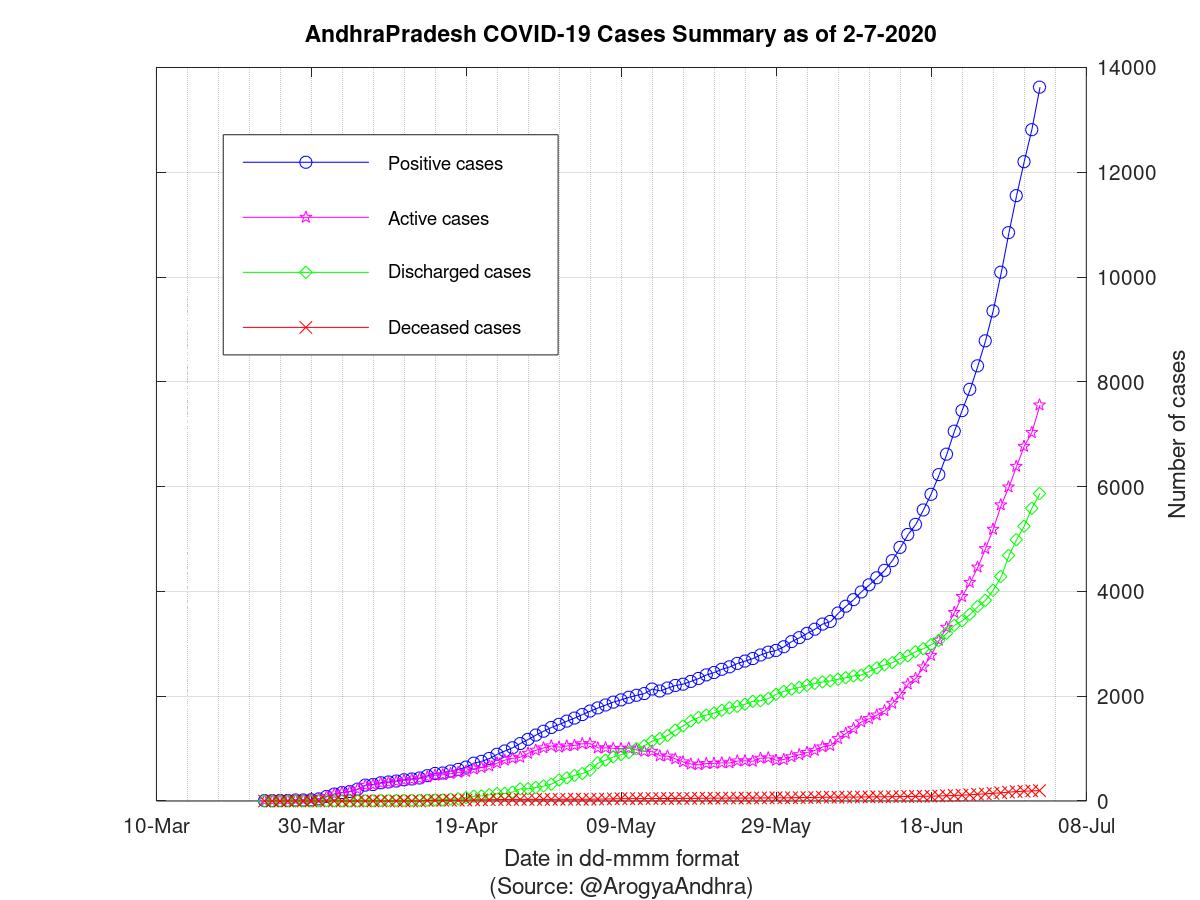 AndhraPradesh COVID-19 Cases Summary as of 2-7-2020
14000
Positive cases
12000
Active cases
Discharged cases
10000
Deceased cases
8000
Number of cases
6000
4000
2000
0
10-Mar 30-Mar 19-Apr 09-May 29-May 18-Jun 08-Jul
Date in dd-mmm format
(Source: @ArogyaAndhra)